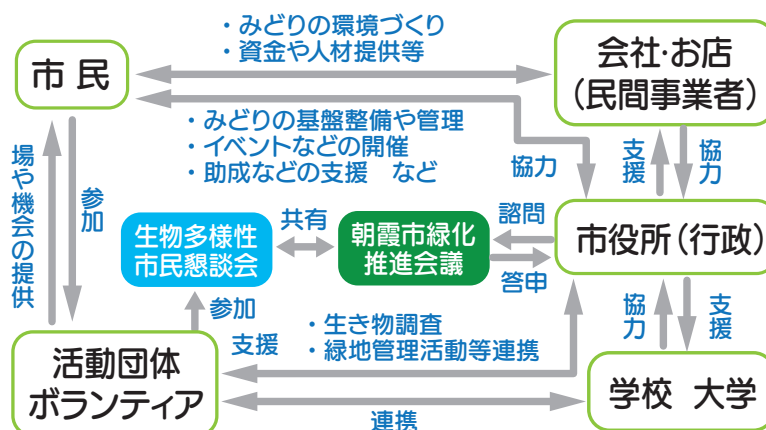 ・みどりの環境づくり
・資金や人材提供等
市民
会社・お店
（民間事業者）
・みどりの基盤整備や管理
・イベントなどの開催
・助成などの支援　など
協力
支援
協力
場や機会の提供
参加
生物多様性
市民懇談会
共有
朝霞市緑化
推進会議
諮問
答申
市役所（行政）
参加
支援
・生き物調査
・緑地管理活動等連携
協力
支援
活動団体
ボランティア
連携
学校 大学